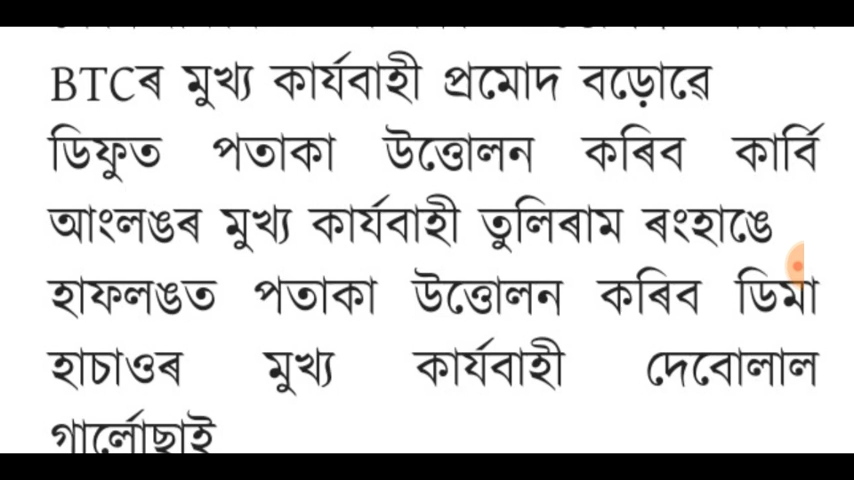 BTCৰ মুখ্য কাৰ্যবাহী প্ৰমোদ বড়োৱে
ডিফুত পতাকা উত্তোলন কৰিব কাৰ্বি
আংলঙৰ মুখ্য কাৰ্যবাহী তুলিৰাম ৰংহাঙে
হাফলঙত পতাকা উত্তোলন কৰিব ডিমা
হাচাওৰ মুখ্য কাৰ্যবাহী দেবোলাল
গাৰ্লোছাই